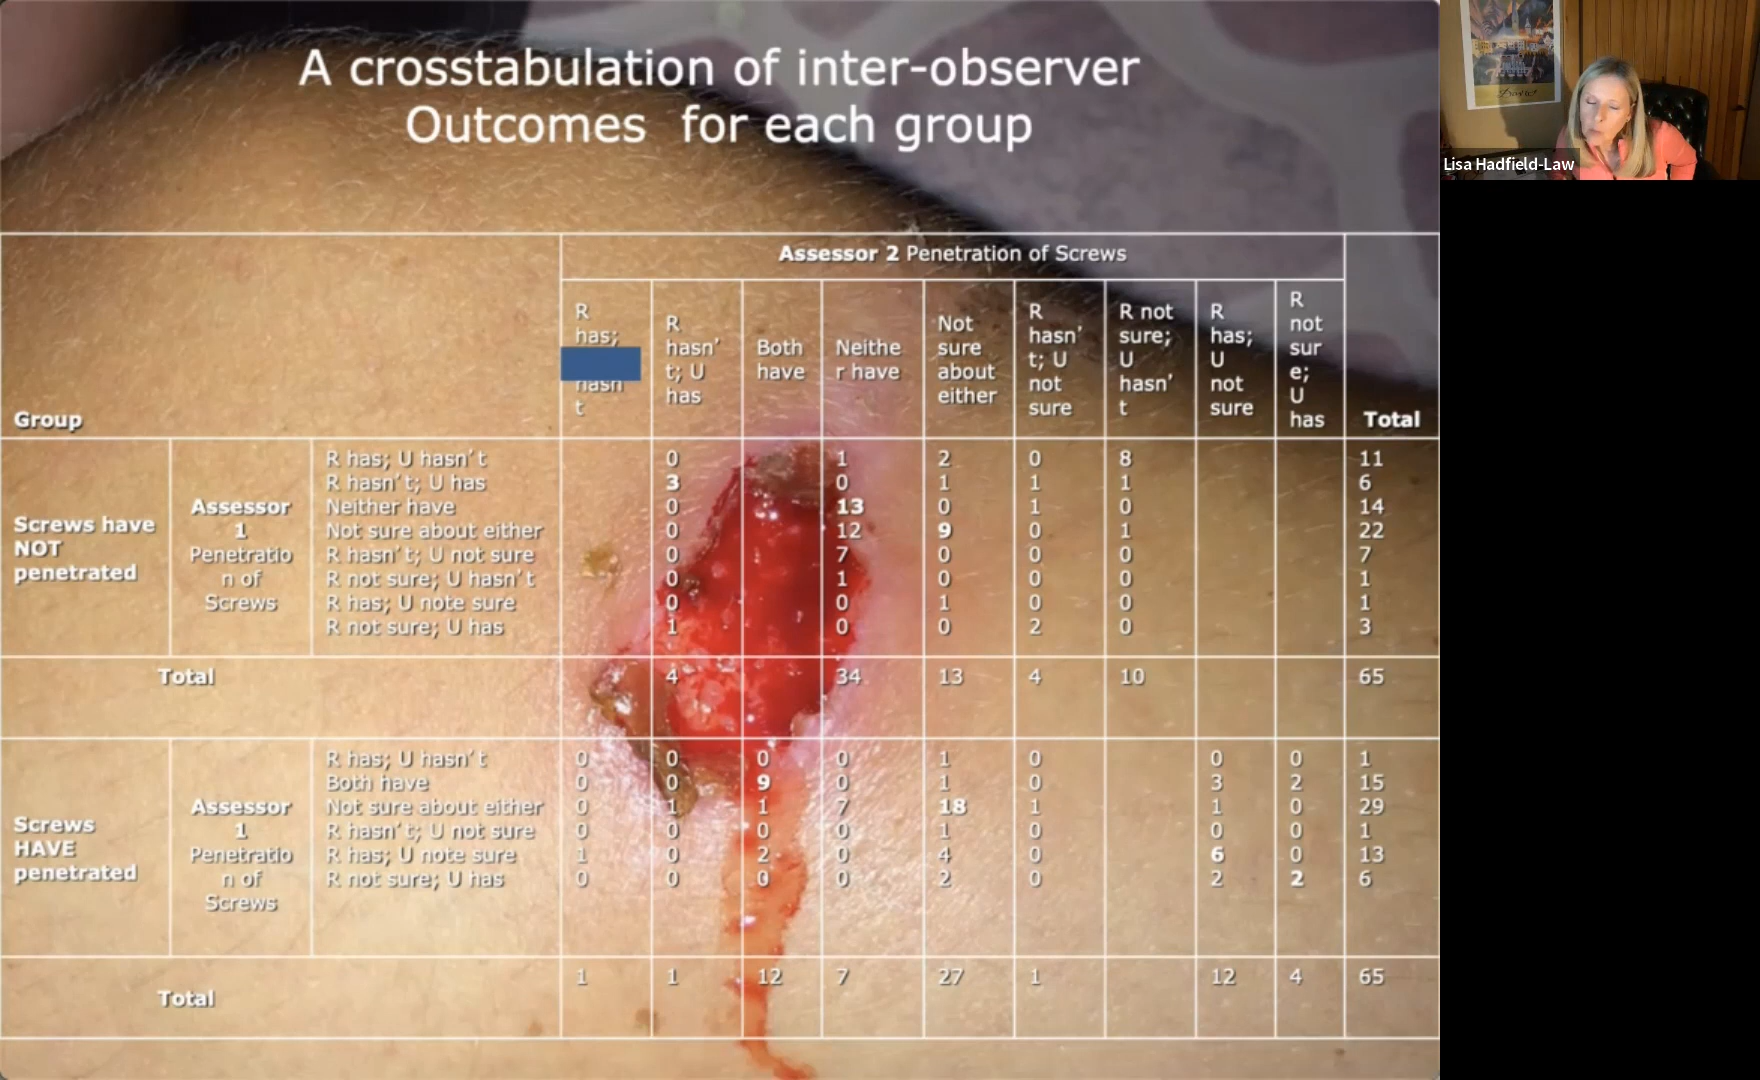 A crosstabulation of inter-observer
Outcomes for each group
Lisa Hadfield-Law
Assessor 2 Penetration of Screws
Group
R
has;
hasn
t
R
hasn’
t; U
has
Both
have
Neithe
r have
Not
sure
about
either
R
hasn’
t; U
not
sure
R not
sure;
U
hasn’
t
R
has;
U
not
sure
R
not
sur
e;
U
has
Total
Screws have
NOT
penetrated
Assessor
1
Penetratio
n of
Screws
R has; U hasn’t 0 1 2 0 8 11
R hasn’t; U has 3 0 1 1 1 6
Neither have 0 13 0 1 0 14
Not sure about either 0 12 9 0 1 22
R hasn’t; U not sure 0 7 0 0 0 7
R not sure; U hasn’t 0 1 0 0 0 1
R has; U note sure 0 0 1 0 0 1
R not sure; U has 1 0 0 2 0 3
Total 4 34 13 4 10 65
Screws
HAVE
penetrated
Assessor
1
Penetratio
n of
Screws
R has; U hasn’t 0 0 0 0 1 0 0 0 1
Both have 0 0 9 0 1 0 3 2 15
Not sure about either 0 1 1 7 18 1 1 0 29
R hasn’t; U not sure 0 0 0 0 1 0 0 0 1
R has; U note sure 1 0 2 0 4 0 6 0 13
R not sure; U has 0 0 0 0 2 0 2 2 6
Total 1 1 12 7 27 1 12 4 65